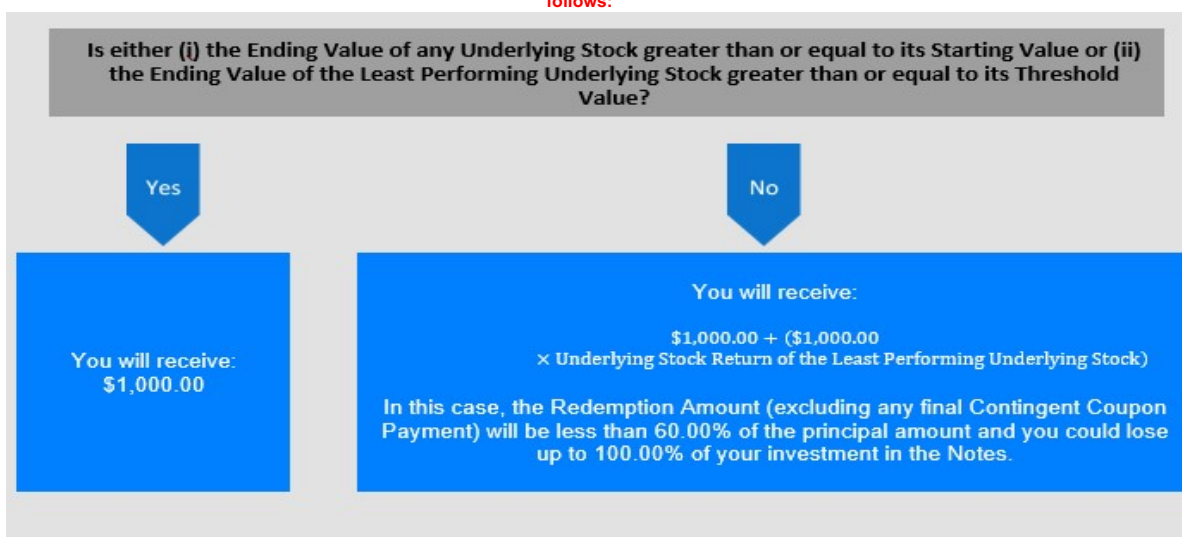 follows:
Is either (i) the Ending Value of any Underlying Stock greater than or equal to its Starting Value or (ii)
the Ending Value of the Least Performing Underlying Stock greater than or equal to its Threshold
Value?
Yes
No
You will receive:
$1,000.00
You will receive:
$1,000.00 + ($1,000.00
× Underlying Stock Return of the Least Performing Underlying Stock)
In this case, the Redemption Amount (excluding any final Contingent Coupon
Payment) will be less than 60.00% of the principal amount and you could lose
up to 100.00% of your investment in the Notes.